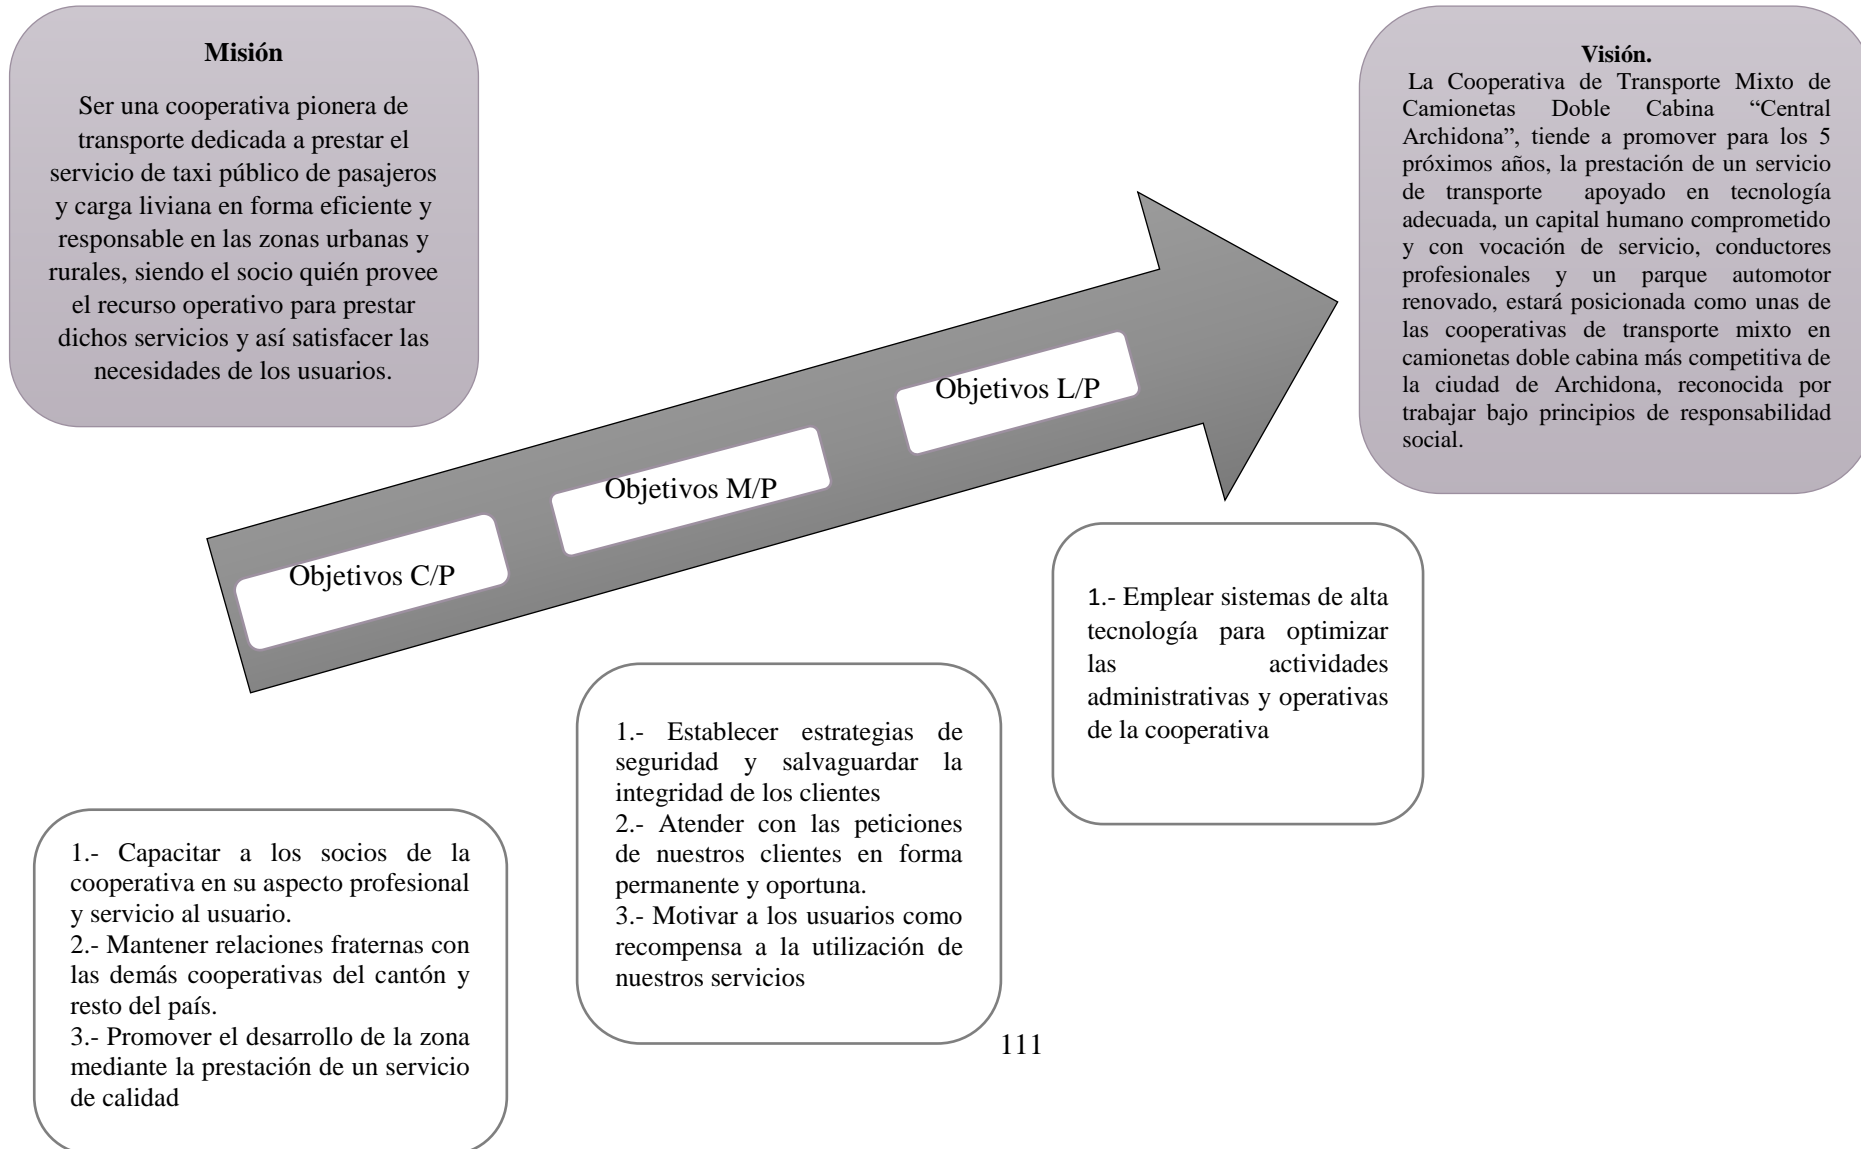 Misión
Ser una cooperativa pionera de
transporte dedicada a prestar el
servicio de taxi público de pasajeros
y carga liviana en forma eficiente y
responsable en las zonas urbanas y
rurales, siendo el socio quién provee
el recurso operativo para prestar
dichos servicios y así satisfacer las
necesidades de los usuarios.
Visión.
La Cooperativa de Transporte Mixto de
Camionetas Doble Cabina “Central
Archidona”, tiende a promover para los 5
próximos años, la prestación de un servicio
de transporte apoyado en tecnología
adecuada, un capital humano comprometido
y con vocación de servicio, conductores
profesionales y un parque automotor
renovado, estará posicionada como unas de
las cooperativas de transporte mixto en
camionetas doble cabina más competitiva de
la ciudad de Archidona, reconocida por
trabajar bajo principios de responsabilidad
social.
Objetivos C/P
Objetivos M/P
Objetivos L/P
1.- Capacitar a los socios de la
cooperativa en su aspecto profesional
y servicio al usuario.
2.- Mantener relaciones fraternas con
las demás cooperativas del cantón y
resto del país.
3.- Promover el desarrollo de la zona
mediante la prestación de un servicio
de calidad
1.- Establecer estrategias de
seguridad y salvaguardar la
integridad de los clientes
2.- Atender con las peticiones
de nuestros clientes en forma
permanente y oportuna.
3.- Motivar a los usuarios como
recompensa a la utilización de
nuestros servicios
1.- Emplear sistemas de alta
tecnología para optimizar
las actividades
administrativas y operativas
de la cooperativa
111